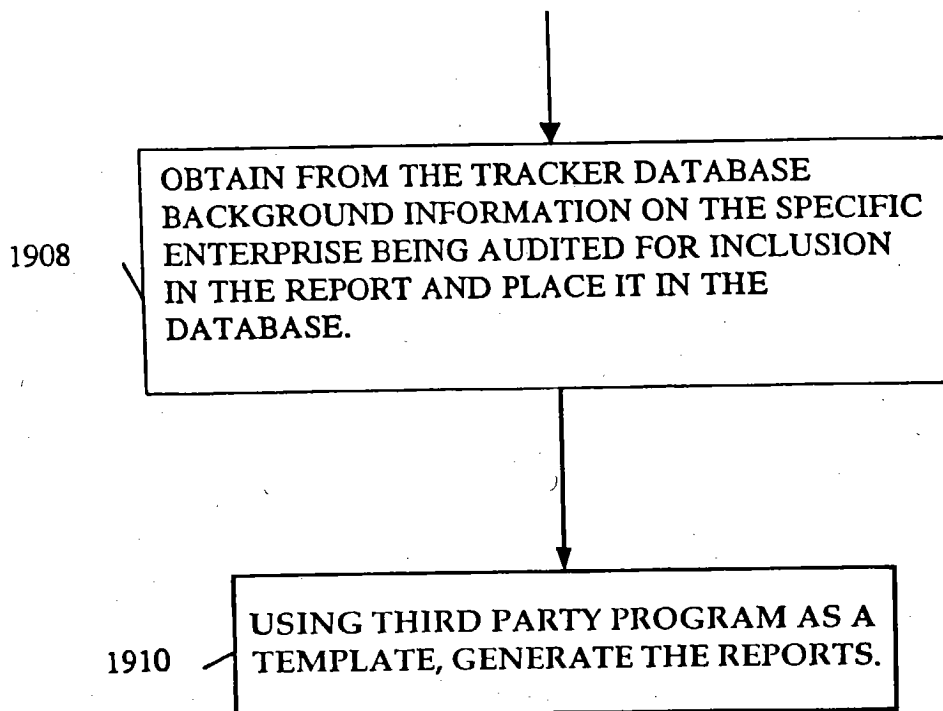 OBTAIN FROM THE TRACKER DATABASE
BACKGROUND INFORMATION ON THE SPECIFIC
ENTERPRISE BEING AUDITED FOR INCLUSION
IN THE REPORT AND PLACE IT IN THE
DATABASE.
1908
USING THIRD PARTY PROGRAM AS A
TEMPLATE, GENERATE THE REPORTS.
1910